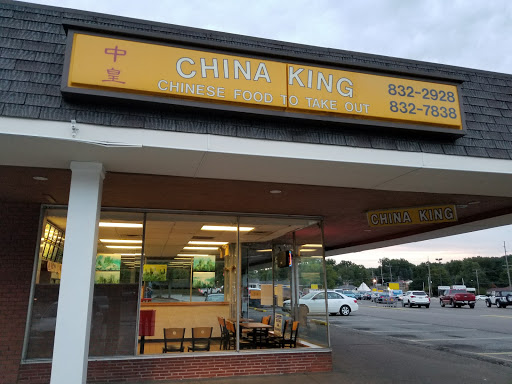 中皇
CHINA KING
CHINESE FOOD TO TAKE OUT
832-2928
832-7838
CHINA KING